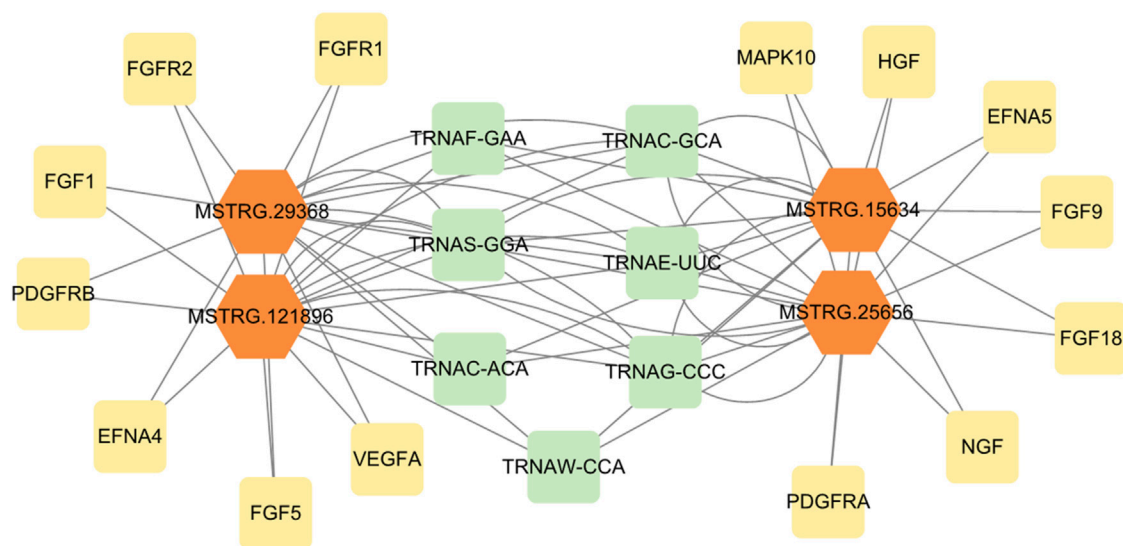 FGFR1
FGFR2
MAPK10
HGF
EFNA5
TRNAF-GAA
TRNAC-GCA
FGF1
MSTRG.29368
MSTRG.15634
FGF9
TRNAS-GGA
TRNAE-UUC
PDGFRB
MSTRG.121896
MSTRG.25656
FGF18
TRNAC-ACA
TRNAG-CCC
EFNA4
VEGFA
TRNAW-CCA
NGF
FGF5
PDGFRA